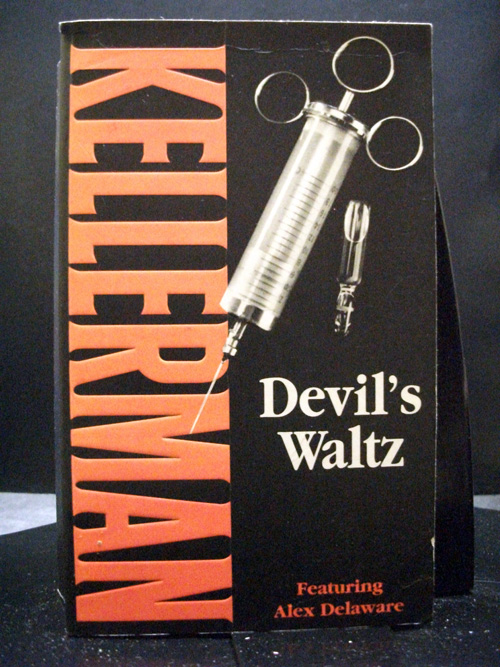 KELLERMAN
Devil's
Waltz
Featuring
Alex Delaware